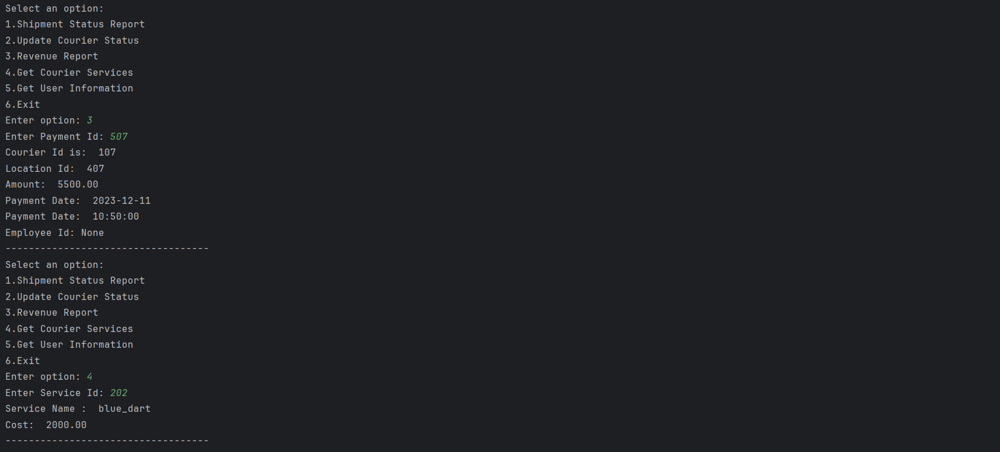 Select an option:
1.Shipment Status Report
2.Update Courier Status
3.Revenue Report
4.Get Courier Services
5.Get User Information
6.Exit
Enter option: 3
Enter Payment Id: 507
Courier Id is:  107
Location Id:  407
Amount:  5500.00
Payment Date:  2023-12-11
Payment Date:  10:50:00
Employee Id: None
-----------------------------------
Select an option:
1.Shipment Status Report
2.Update Courier Status
3.Revenue Report
4.Get Courier Services
5.Get User Information
6.Exit
Enter option: 4
Enter Service Id: 202
Service Name :  blue_dart
Cost:  2000.00
-----------------------------------